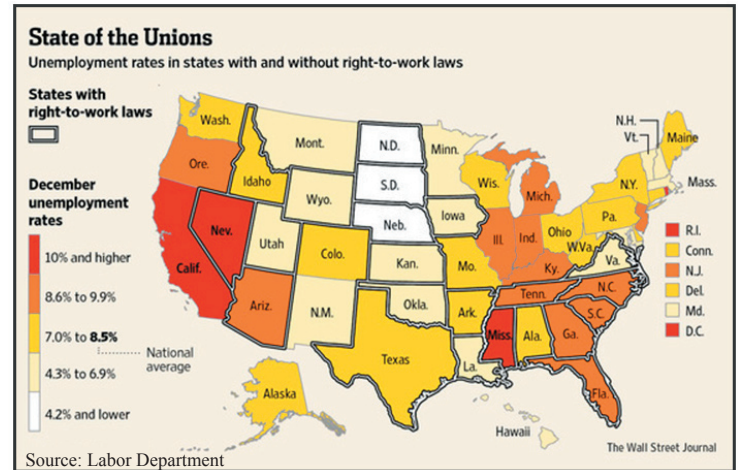 State of the Unions
Unemployment rates in states with and without right-to-work laws
States with
right-to-work laws
December
unemployment
rates
10% and higher
8.6% to 9.9%
7.0% to 8.5%
National
average
4.3% to 6.9%
4.2% and lower
Wash.
Ore.
Calif.
Nev.
Idaho
Mont.
Wyo.
Utah
Ariz.
Colo.
N.M.
N.D.
S.D.
Neb.
Kan.
Okla.
Texas
Minn.
Iowa
Mo.
Ark.
La.
Wis.
Ill.
Ind.
Mich.
Ohio
Ky.
Tenn.
Miss.
Ala.
Ga.
Fla.
S.C.
N.C.
Va.
W.Va.
Pa.
N.Y.
N.H.
Vt.
Maine
Mass.
R.I.
Conn.
N.J.
Del.
Md.
D.C.
Alaska
Hawaii
The Wall Street Journal
Source: Labor Department